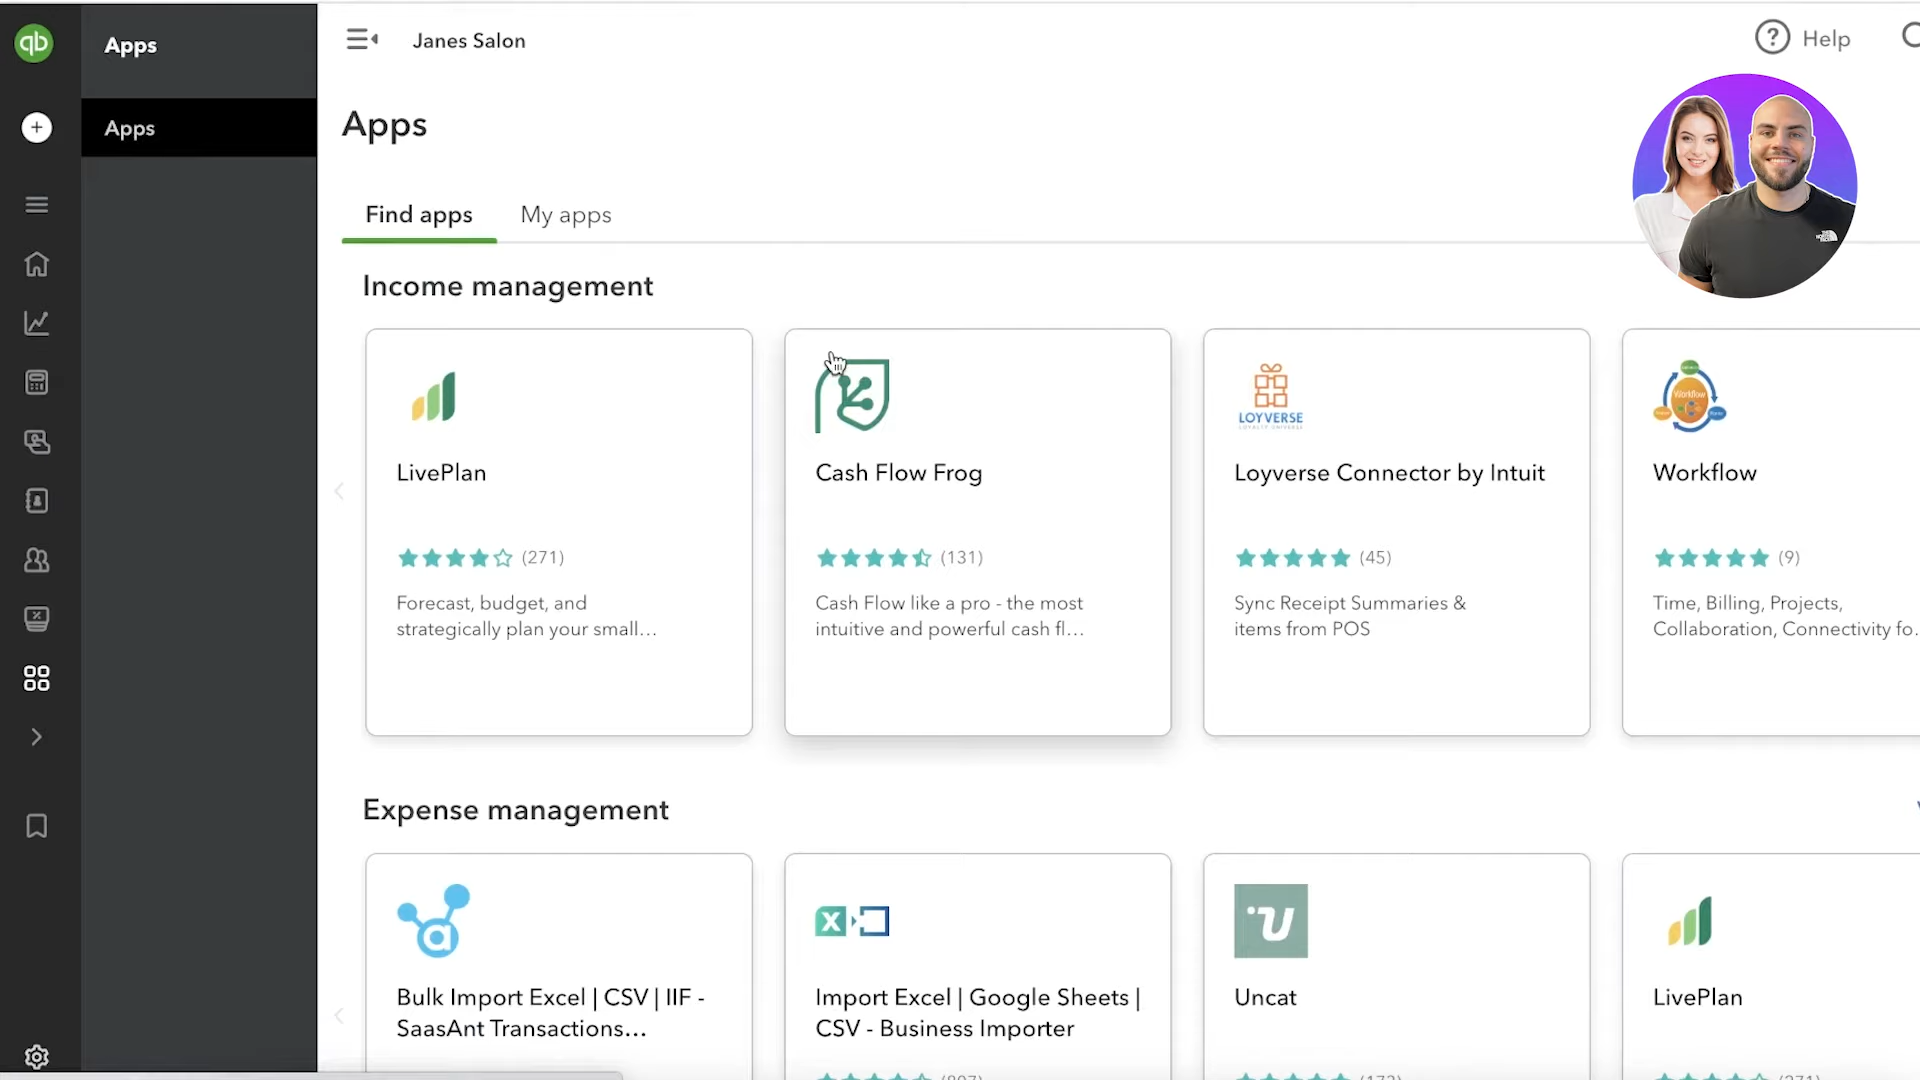 qb
Apps
Janes Salon
Help
Apps
Apps
Find apps
My apps
Income management
LOYVERSE
Workflow
LivePlan
Cash Flow Frog
Loyverse Connector by Intuit
Workflow
(271)
(131)
(45)
(9)
Forecast, budget, and
strategically plan your small...
Cash Flow like a pro - the most
intuitive and powerful cash fl...
Sync Receipt Summaries &
items from POS
Time, Billing, Projects,
Collaboration, Connectivity fo...
Expense management
Bulk Import Excel | CSV | IIF -
SaasAnt Transactions...
Import Excel | Google Sheets |
CSV - Business Importer
Uncat
LivePlan